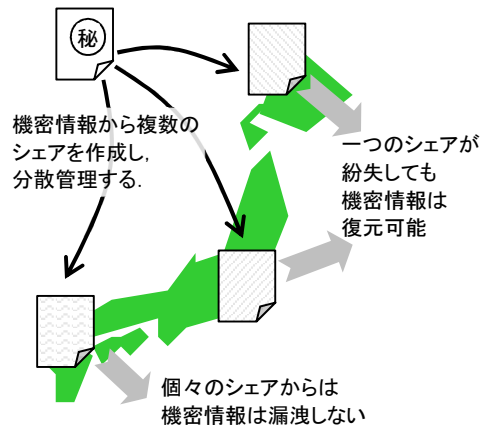 秘
機密情報から複数の
シェアを作成し,
分散管理する.
一つのシェアが
紛失しても
機密情報は
復元可能
個々のシェアからは
機密情報は漏洩しない